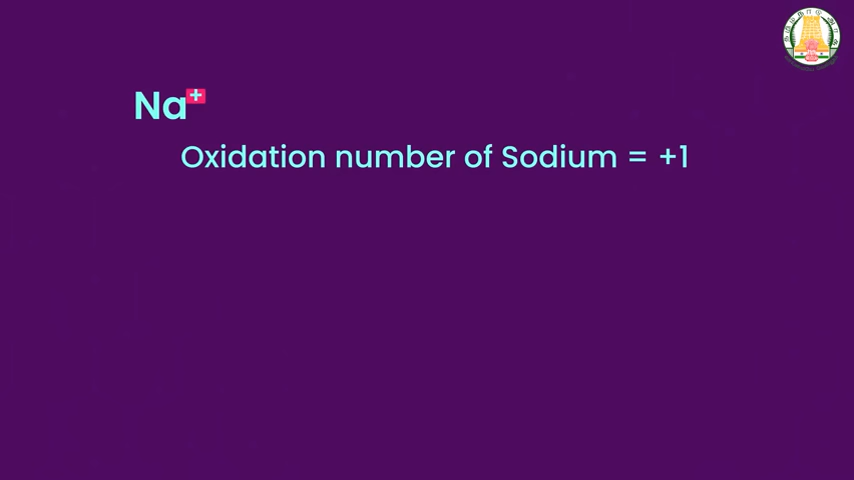 Na⁺
Oxidation number of Sodium = +1